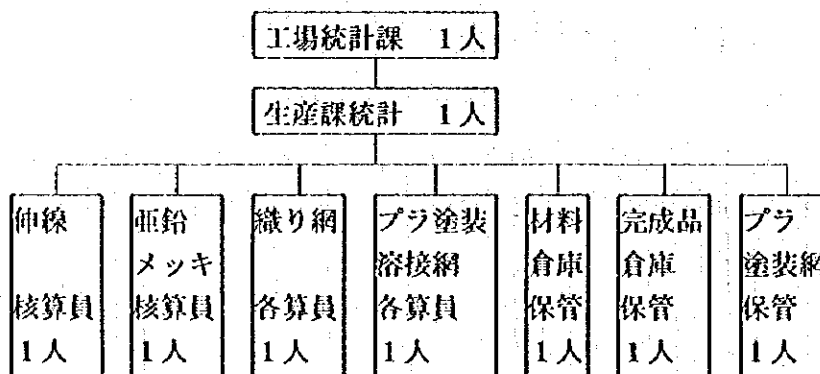 工場統計課 1人
生産課統計 1人
伸線
核算員
1人
亜鉛
メッキ
核算員
1人
織り網
各算員
1人
プラ塗装
溶接網
各算員
1人
材料
倉庫
保管
1人
完成品
倉庫
保管
1人
プラ
塗装網
保管
1人